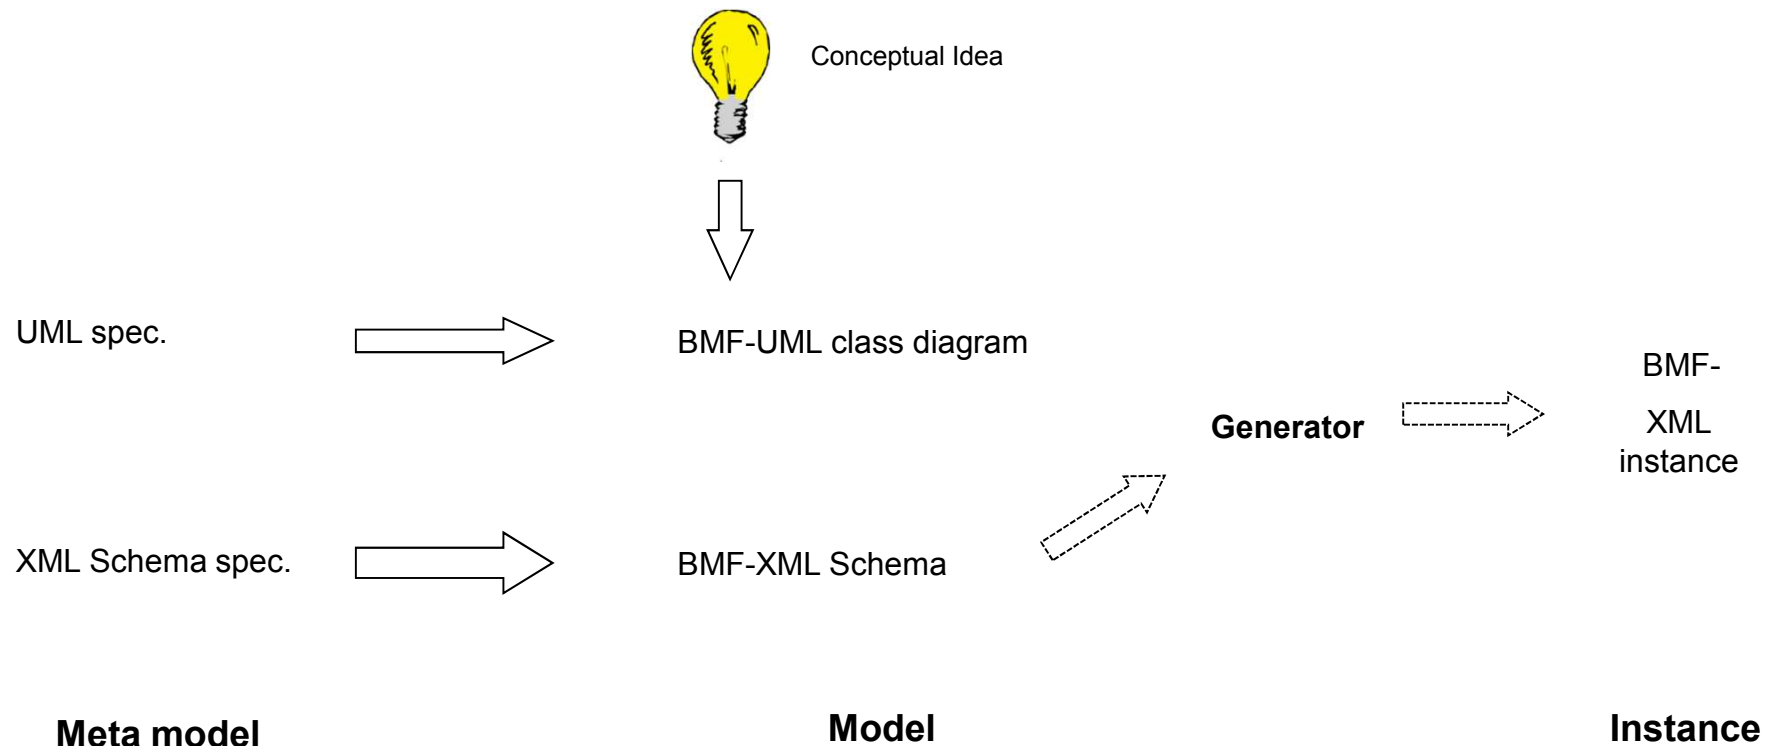 Conceptual Idea
UML spec.
BMF-UML class diagram
BMF-
XML
instance
Generator
XML Schema spec.
BMF-XML Schema
Meta model
Model
Instance